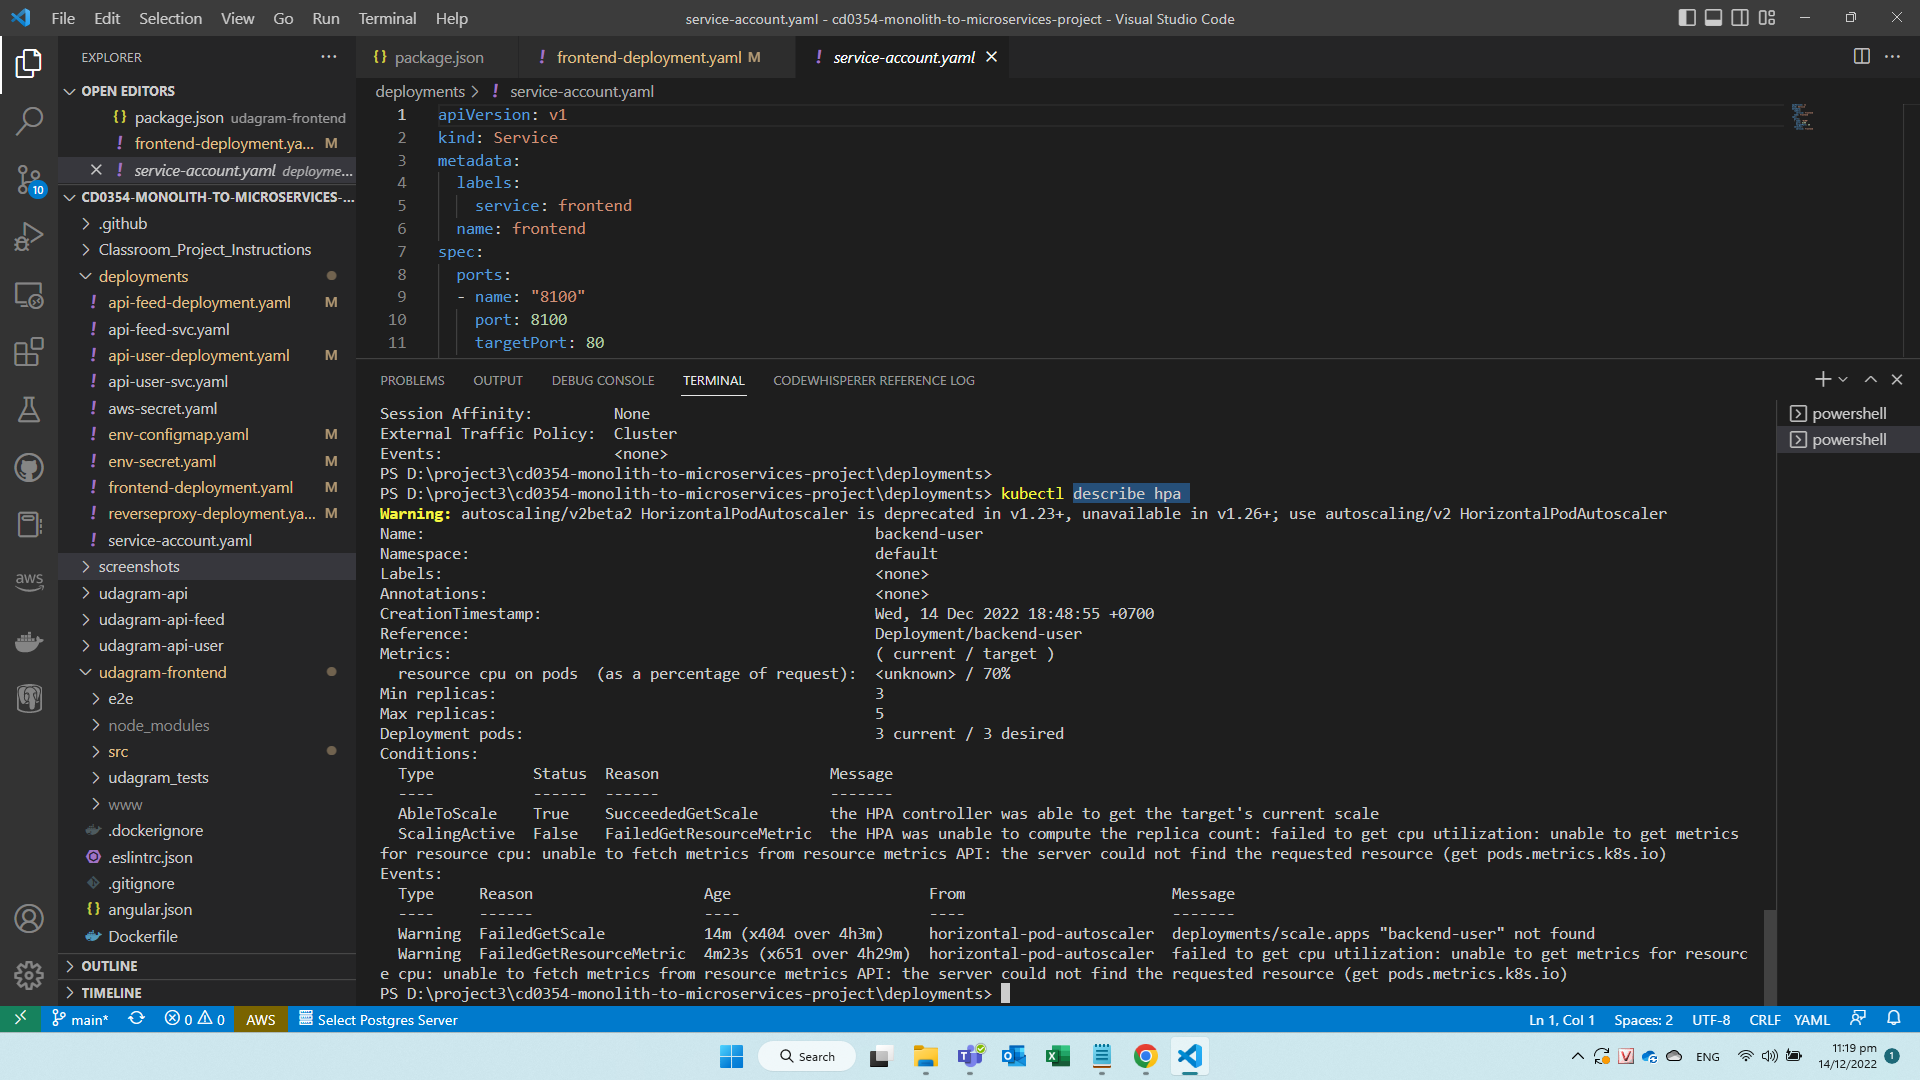 File Edit Selection View Go Run Terminal Help
service-account.yaml - cd0354-monolith-to-microservices-project - Visual Studio Code
EXPLORER
{} package.json
! frontend-deployment.yaml M
! service-account.yaml
OPEN EDITORS
{} package.json udagram-frontend
! frontend-deployment.ya... M
! service-account.yaml deployme...
CD0354-MONOLITH-TO-MICROSERVICES-...
.github
Classroom_Project_Instructions
deployments
! api-feed-deployment.yaml M
! api-feed-svc.yaml
! api-user-deployment.yaml M
! api-user-svc.yaml
! aws-secret.yaml
! env-configmap.yaml M
! env-secret.yaml M
! frontend-deployment.yaml M
! reverseproxy-deployment.ya... M
! service-account.yaml
screenshots
udagram-api
udagram-api-feed
udagram-api-user
udagram-frontend
e2e
node_modules
src
udagram_tests
www
.dockerignore
.eslintrc.json
.gitignore
{} angular.json
Dockerfile
OUTLINE
TIMELINE
10
aws
deployments > ! service-account.yaml
1 apiVersion: v1
2 kind: Service
3 metadata:
4 labels:
5 service: frontend
6 name: frontend
7 spec:
8 ports:
9 - name: "8100"
10 port: 8100
11 targetPort: 80
PROBLEMS OUTPUT DEBUG CONSOLE TERMINAL CODEWHISPERER REFERENCE LOG
powershell
powershell
Session Affinity: None
External Traffic Policy: Cluster
Events: <none>
PS D:\project3\cd0354-monolith-to-microservices-project\deployments>
PS D:\project3\cd0354-monolith-to-microservices-project\deployments> kubectl describe hpa
Warning: autoscaling/v2beta2 HorizontalPodAutoscaler is deprecated in v1.23+, unavailable in v1.26+; use autoscaling/v2 HorizontalPodAutoscaler
Name: backend-user
Namespace: default
Labels: <none>
Annotations: <none>
CreationTimestamp: Wed, 14 Dec 2022 18:48:55 +0700
Reference: Deployment/backend-user
Metrics: ( current / target )
resource cpu on pods (as a percentage of request): <unknown> / 70%
Min replicas: 3
Max replicas: 5
Deployment pods: 3 current / 3 desired
Conditions:
Type Status Reason Message
---- ------ ------ -------
AbleToScale True SucceededGetScale the HPA controller was able to get the target's current scale
ScalingActive False FailedGetResourceMetric the HPA was unable to compute the replica count: failed to get cpu utilization: unable to get metrics
for resource cpu: unable to fetch metrics from resource metrics API: the server could not find the requested resource (get pods.metrics.k8s.io)
Events:
Type Reason Age From Message
---- ------ ---- ---- -------
Warning FailedGetScale 14m (x404 over 4h3m) horizontal-pod-autoscaler deployments/scale.apps "backend-user" not found
Warning FailedGetResourceMetric 4m23s (x651 over 4h29m) horizontal-pod-autoscaler failed to get cpu utilization: unable to get metrics for resourc
e cpu: unable to fetch metrics from resource metrics API: the server could not find the requested resource (get pods.metrics.k8s.io)
PS D:\project3\cd0354-monolith-to-microservices-project\deployments>
main* 0 0 AWS Select Postgres Server
Ln 1, Col 1 Spaces: 2 UTF-8 CRLF YAML
Search
ENG
11:19 pm
14/12/2022
1